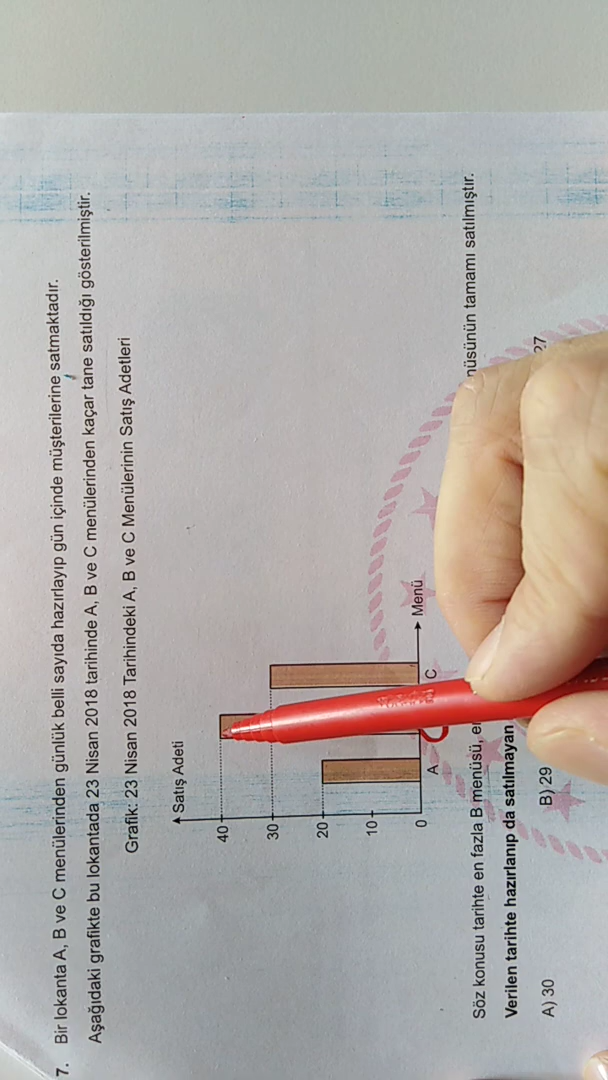 7. Bir lokanta A, B ve C menülerinden günlük belli sayıda hazırlayıp gün içinde müşterilerine satmaktadır.
Aşağıdaki grafikte bu lokantada 23 Nisan 2018 tarihinde A, B ve C menülerinden kaçar tane satıldığı gösterilmiştir.
Grafik: 23 Nisan 2018 Tarihindeki A, B ve C Menülerinin Satış Adetleri
Satış Adeti
40
30
20
10
0
A C Menü
Söz konusu tarihte en fazla B menüsü, tamamı satılmıştır.
Verilen tarihte hazırlanıp da satılmayan
A) 30 B) 29 27